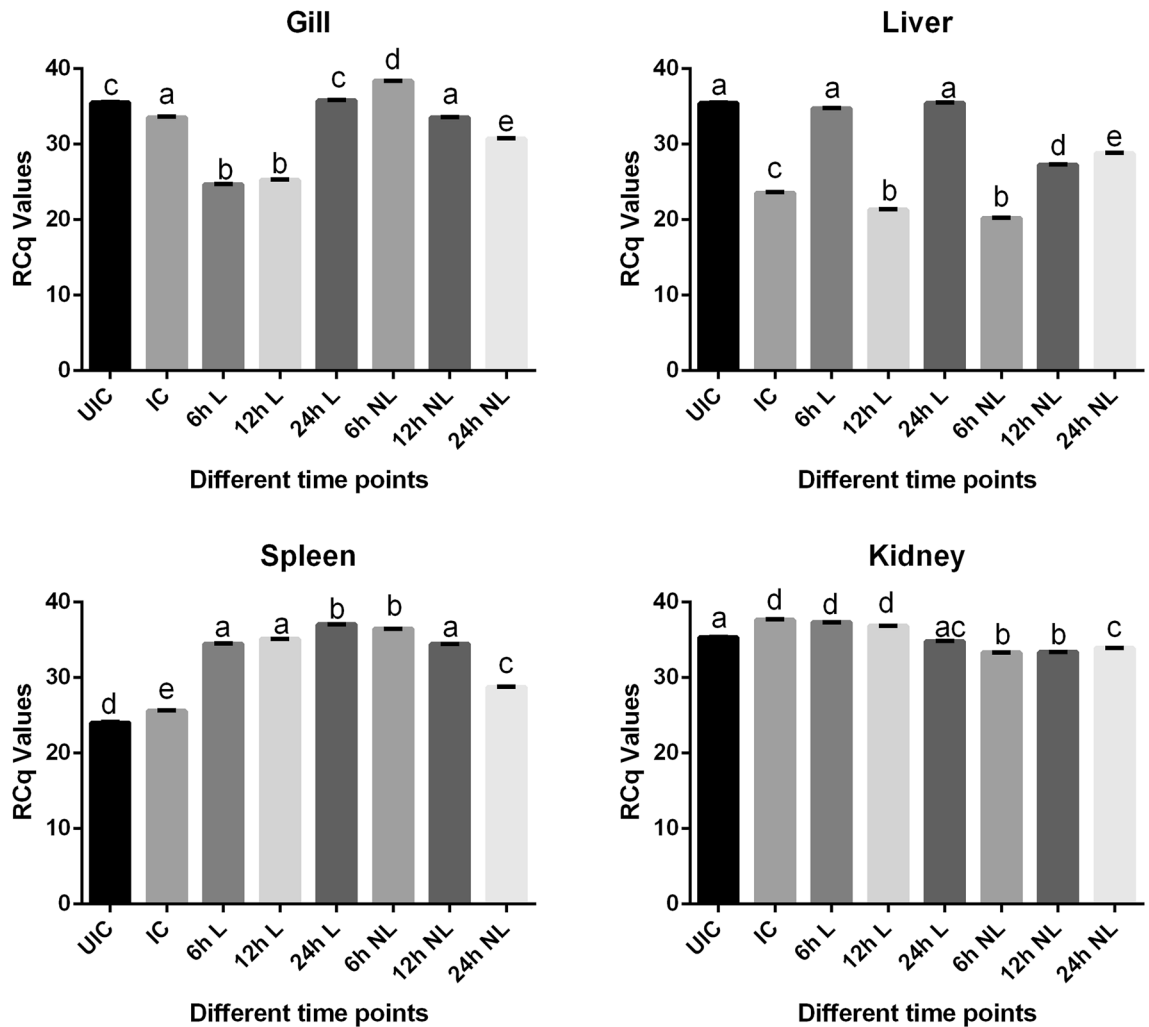 Gill
RCq Values
40
30
20
10
0
c
a
b
b
c
d
a
e
UIC
IC
6h L
12h L
24h L
6h NL
12h NL
24h NL
Different time points
Liver
RCq Values
40
30
20
10
0
a
c
a
b
a
b
d
e
UIC
IC
6h L
12h L
24h L
6h NL
12h NL
24h NL
Different time points
Spleen
RCq Values
40
30
20
10
0
d
e
a
a
b
b
a
c
UIC
IC
6h L
12h L
24h L
6h NL
12h NL
24h NL
Different time points
Kidney
RCq Values
40
30
20
10
0
a
d
d
d
ac
b
b
c
UIC
IC
6h L
12h L
24h L
6h NL
12h NL
24h NL
Different time points